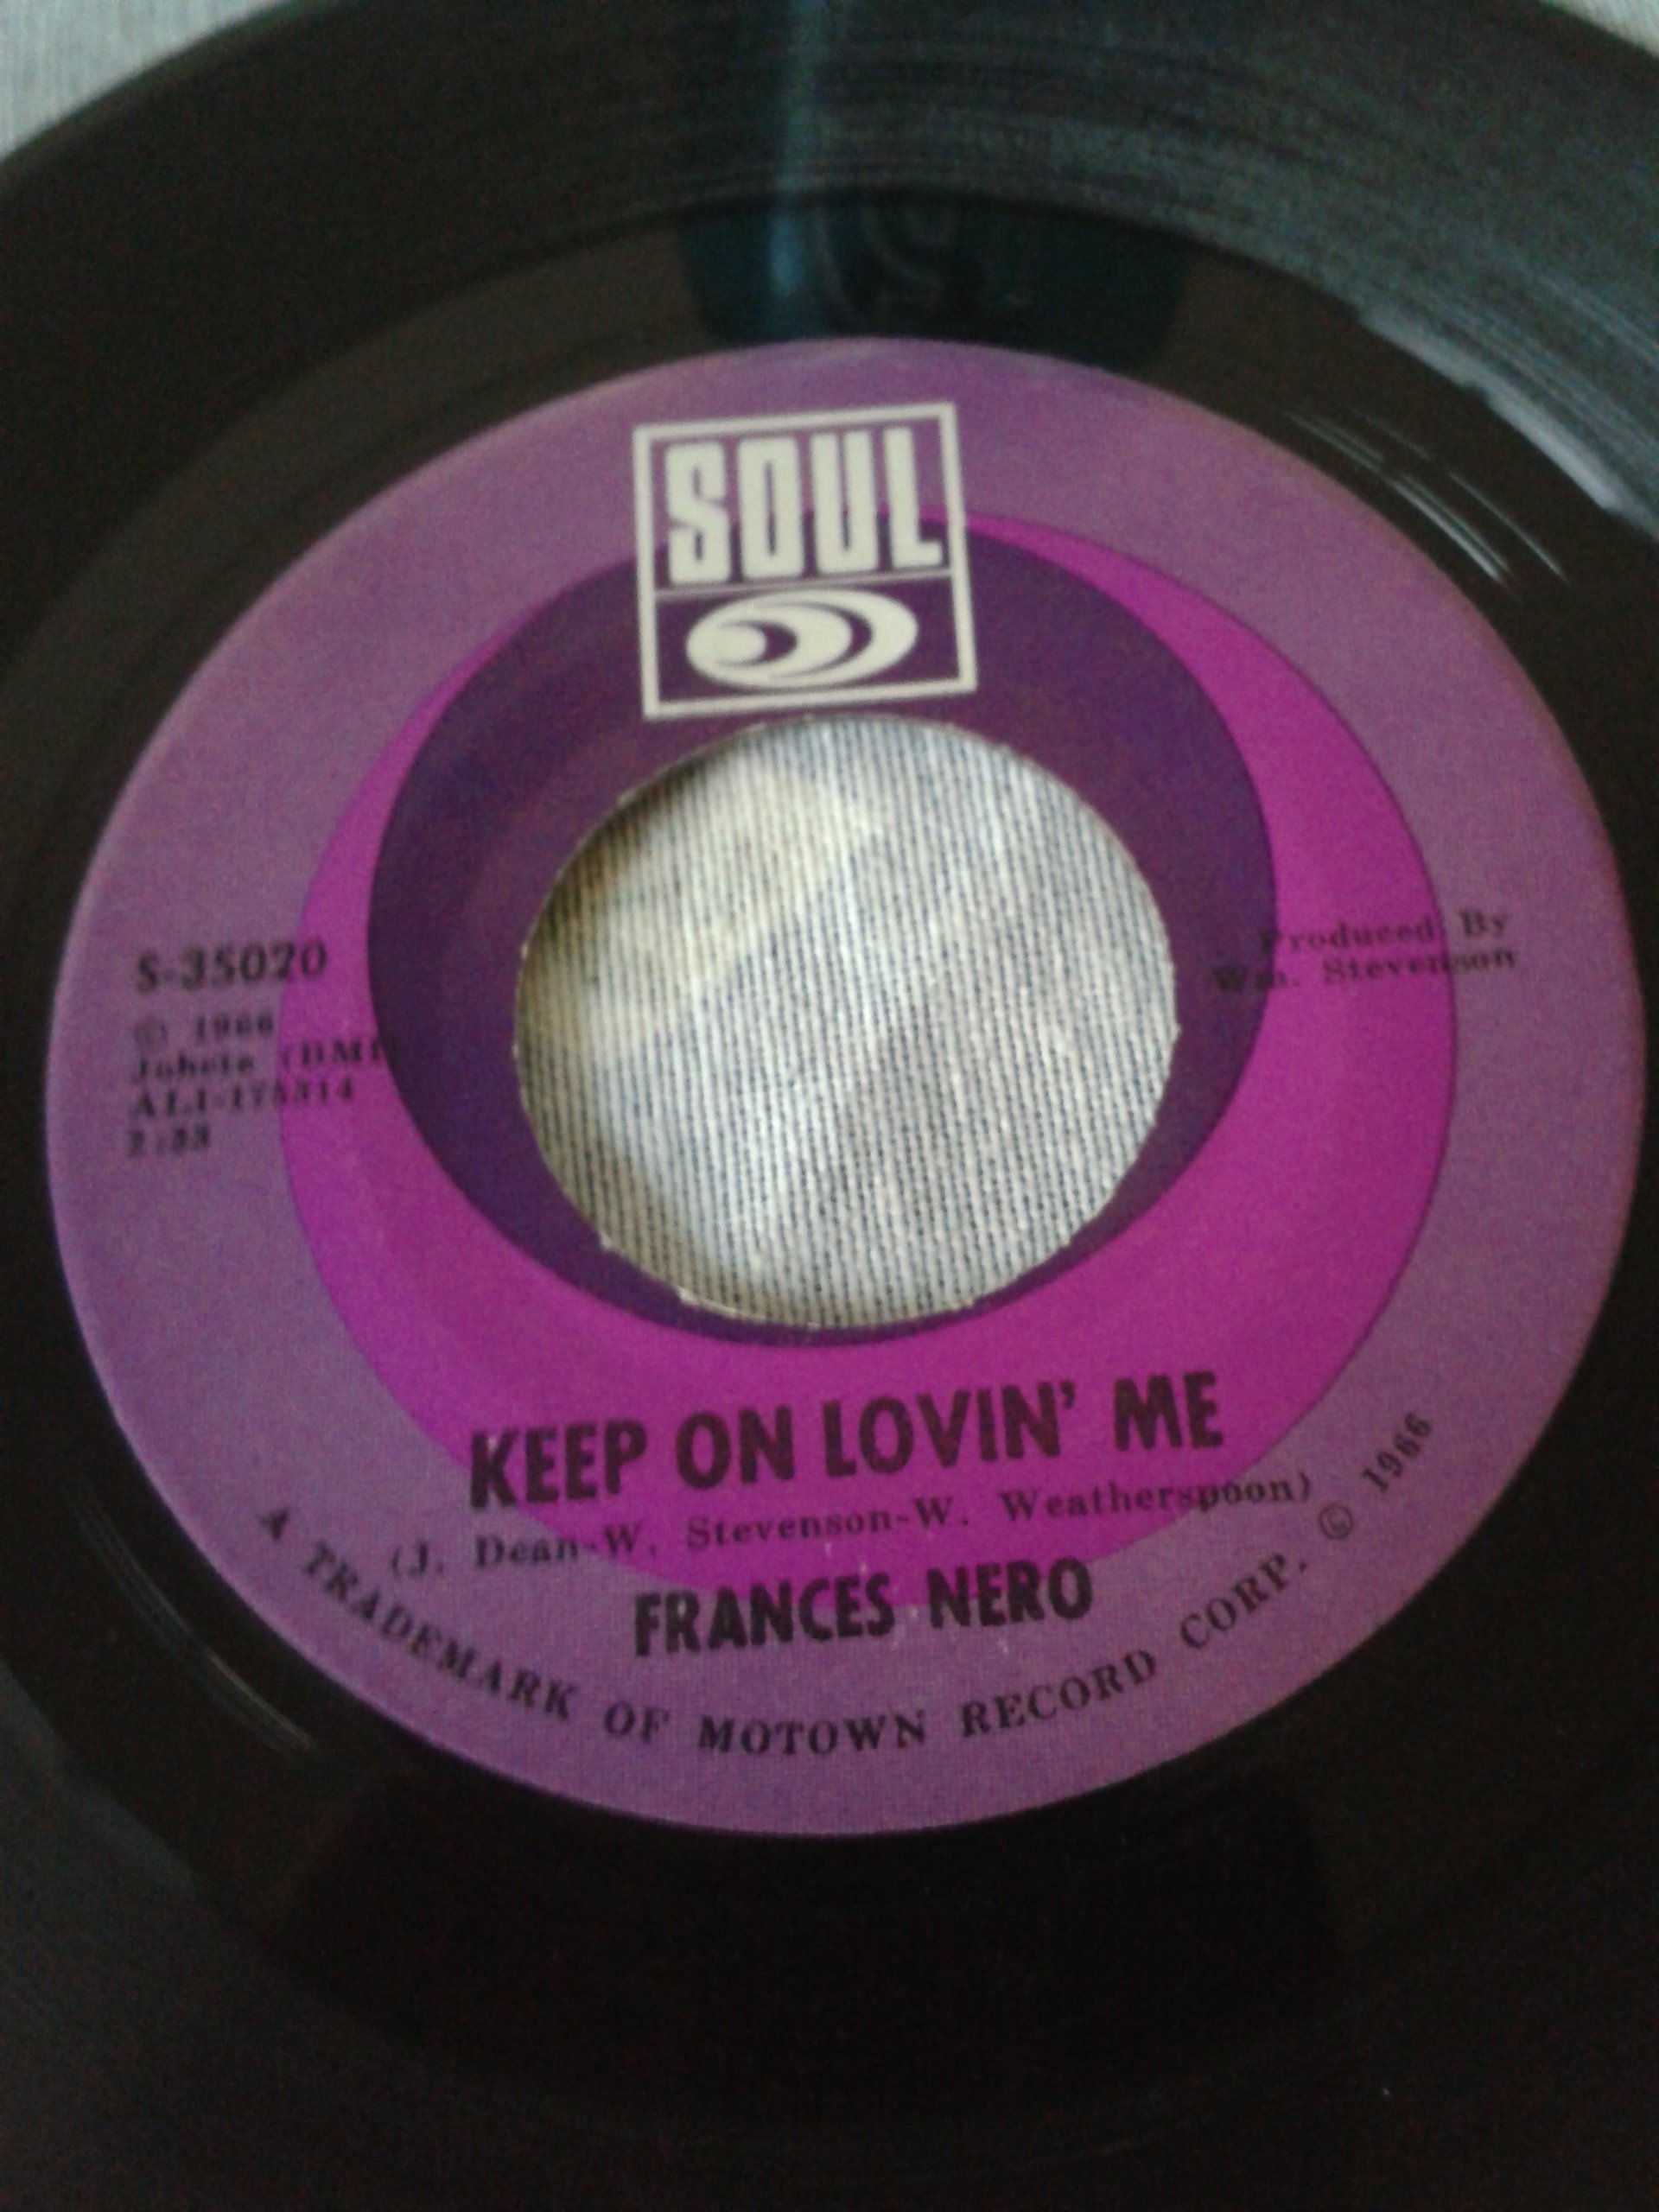 SOUL
S-35020
© 1966
Jobete (BMI)
2:33
Produced By
Wm. Stevenson
KEEP ON LOVIN' ME
(J. Dean-W. Stevenson-W. Weatherspoon)
FRANCES NERO
A TRADEMARK OF MOTOWN RECORD CORP. © 1966